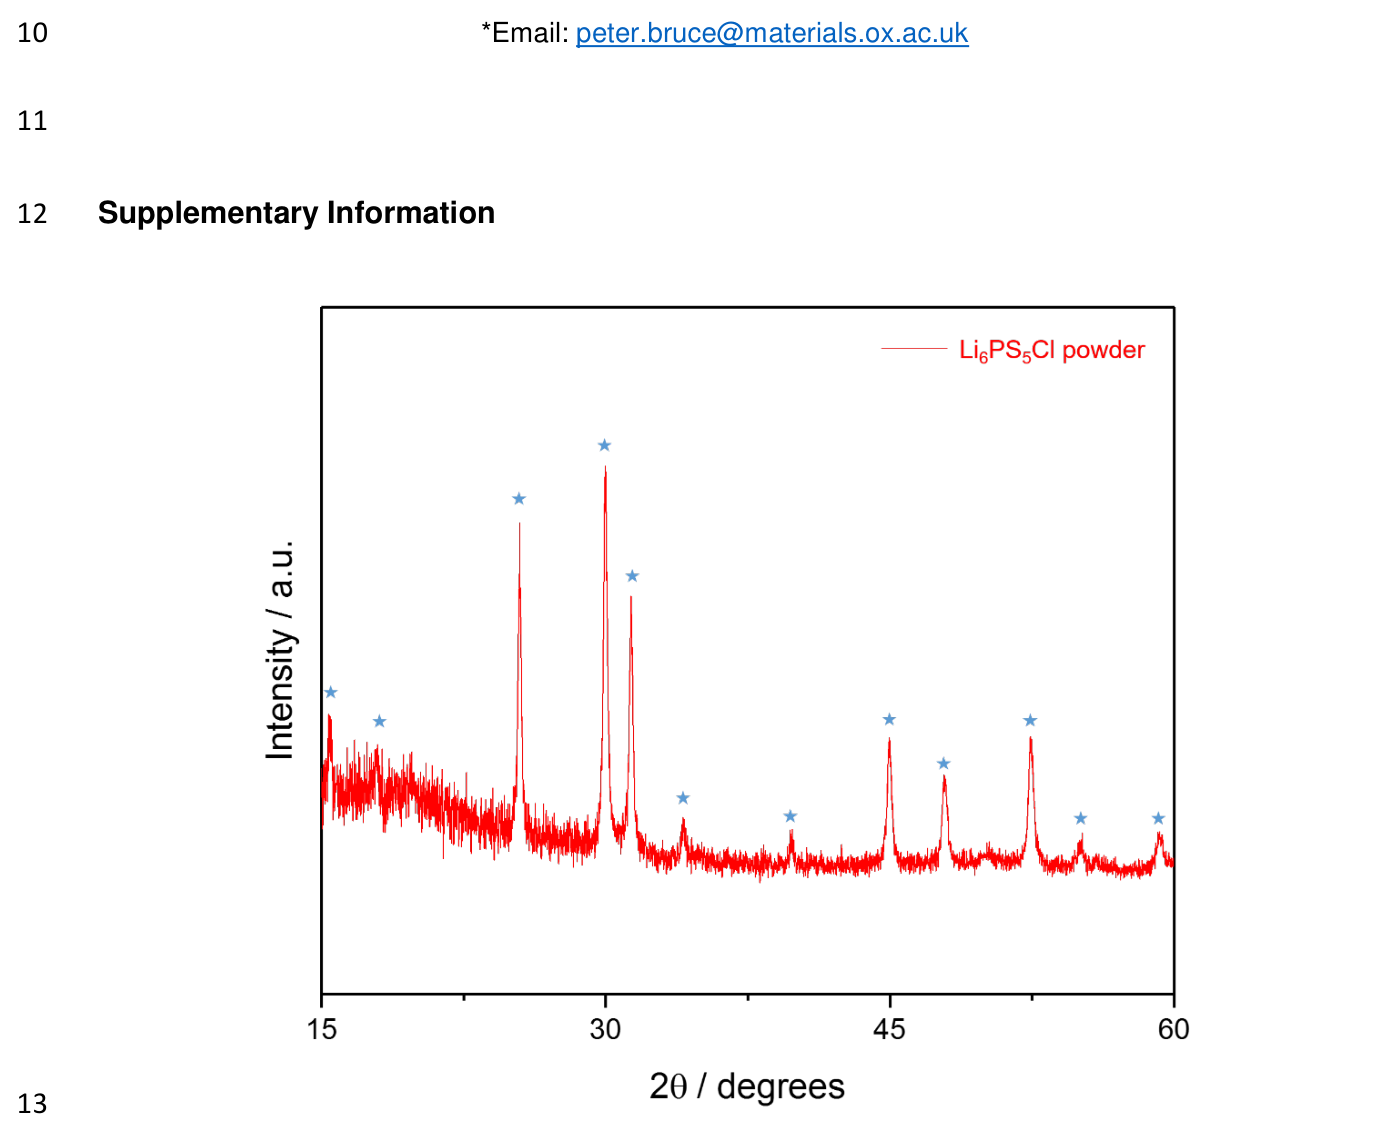 10 *Email: peter.bruce@materials.ox.ac.uk
11
12 Supplementary Information
Li₆PS₅Cl powder
Intensity / a.u.
15 30 45 60
2θ / degrees
13